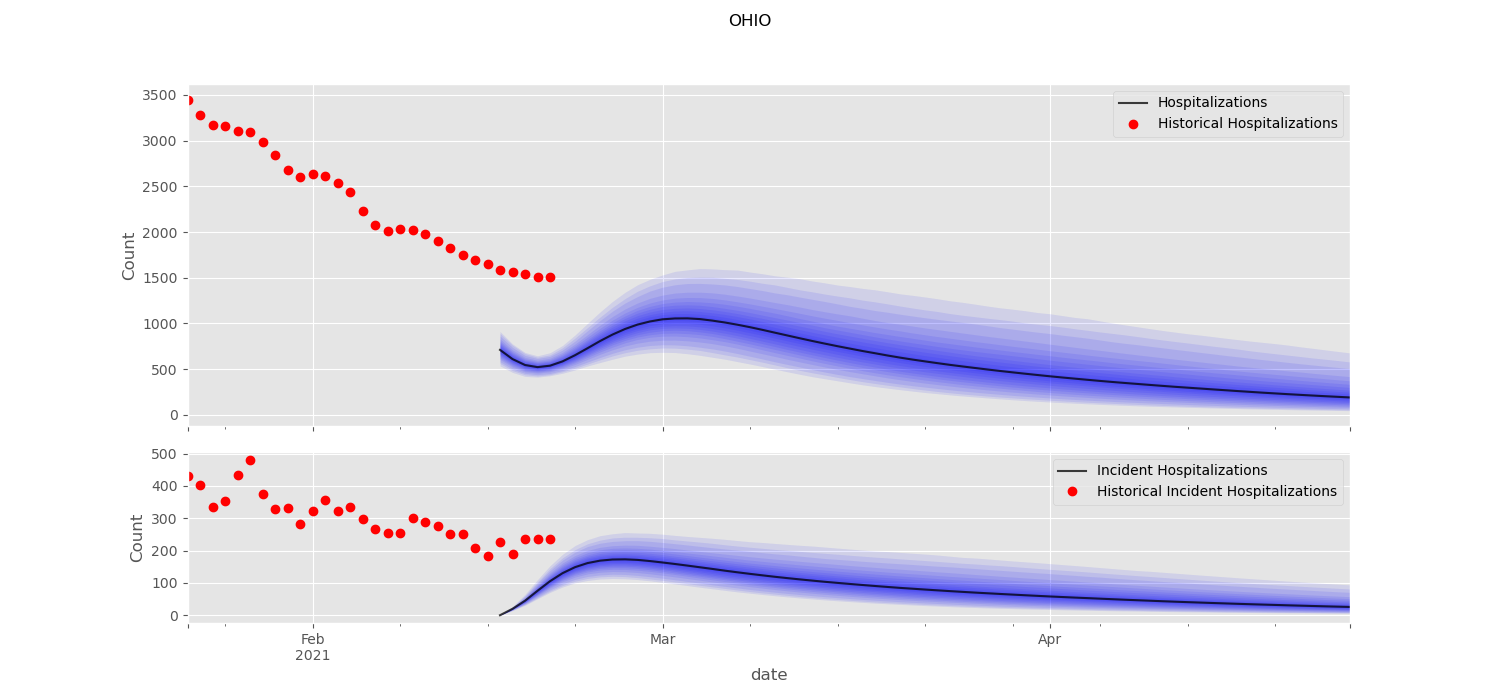 OHIO
3500
3000
2500
2000
1500
1000
500
0
Count
Hospitalizations
Historical Hospitalizations
500
400
300
200
100
0
Count
Incident Hospitalizations
Historical Incident Hospitalizations
Feb
2021
Mar
Apr
date